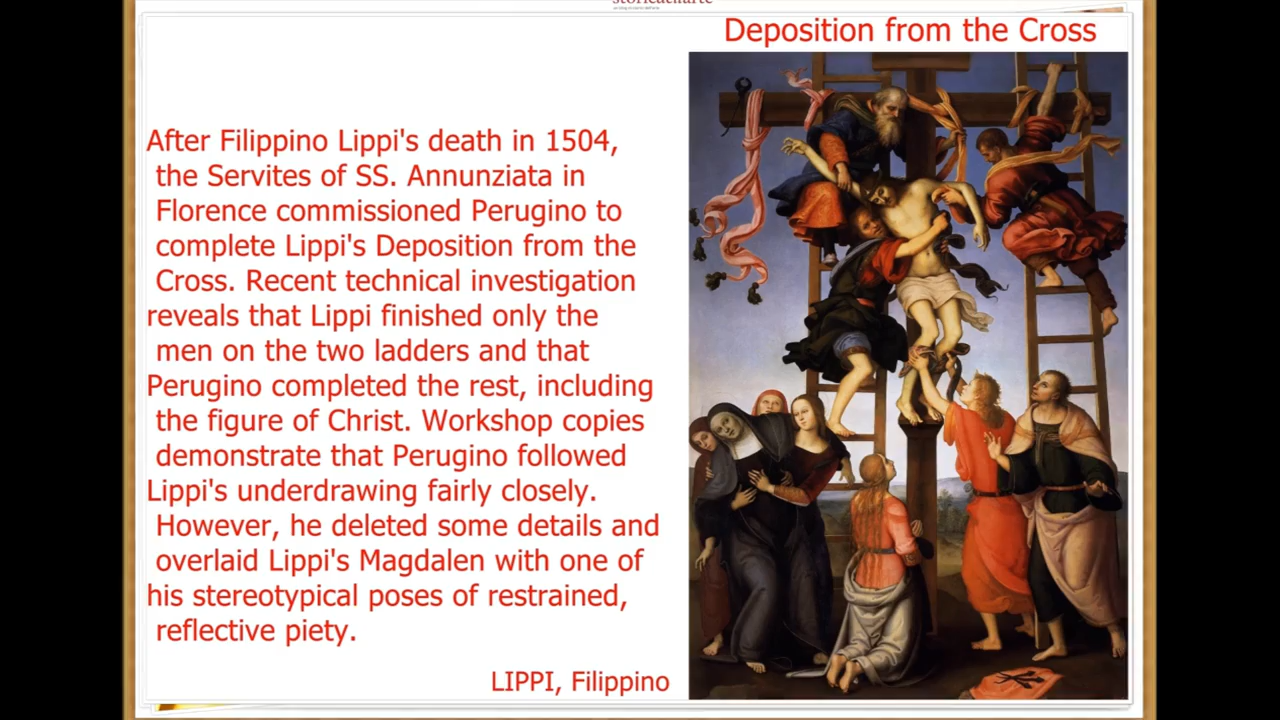 Deposition from the Cross
After Filippino Lippi's death in 1504,
the Servites of SS. Annunziata in
Florence commissioned Perugino to
complete Lippi's Deposition from the
Cross. Recent technical investigation
reveals that Lippi finished only the
men on the two ladders and that
Perugino completed the rest, including
the figure of Christ. Workshop copies
demonstrate that Perugino followed
Lippi's underdrawing fairly closely.
However, he deleted some details and
overlaid Lippi's Magdalen with one of
his stereotypical poses of restrained,
reflective piety.
LIPPI, Filippino